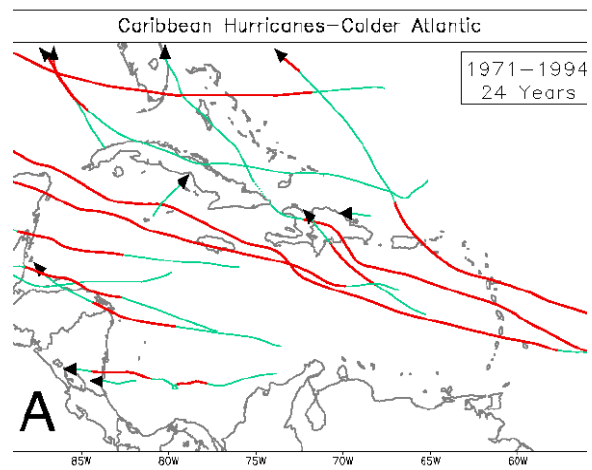 Caribbean Hurricanes-Colder Atlantic
1971-1994
24 Years
A
85W 80W 75W 70W 65W 60W